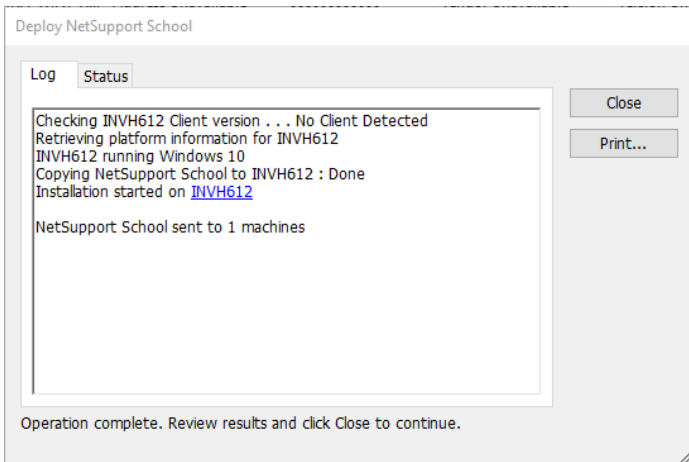 Deploy NetSupport School
Log
Status
Close
Print...
Checking INVH612 Client version . . . No Client Detected
Retrieving platform information for INVH612
INVH612 running Windows 10
Copying NetSupport School to INVH612 : Done
Installation started on INVH612
NetSupport School sent to 1 machines
Operation complete. Review results and click Close to continue.